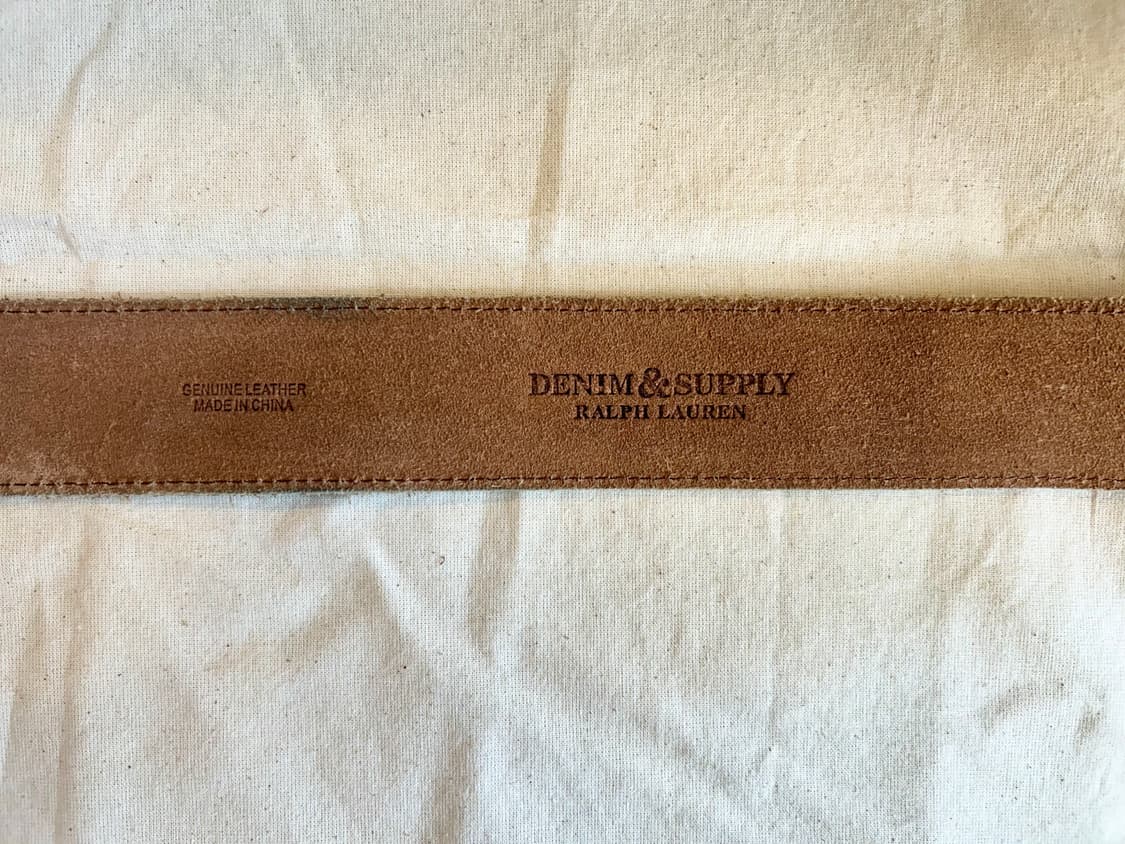 GENUINE LEATHER
MADE IN CHINA
DENIM & SUPPLY
RALPH LAUREN